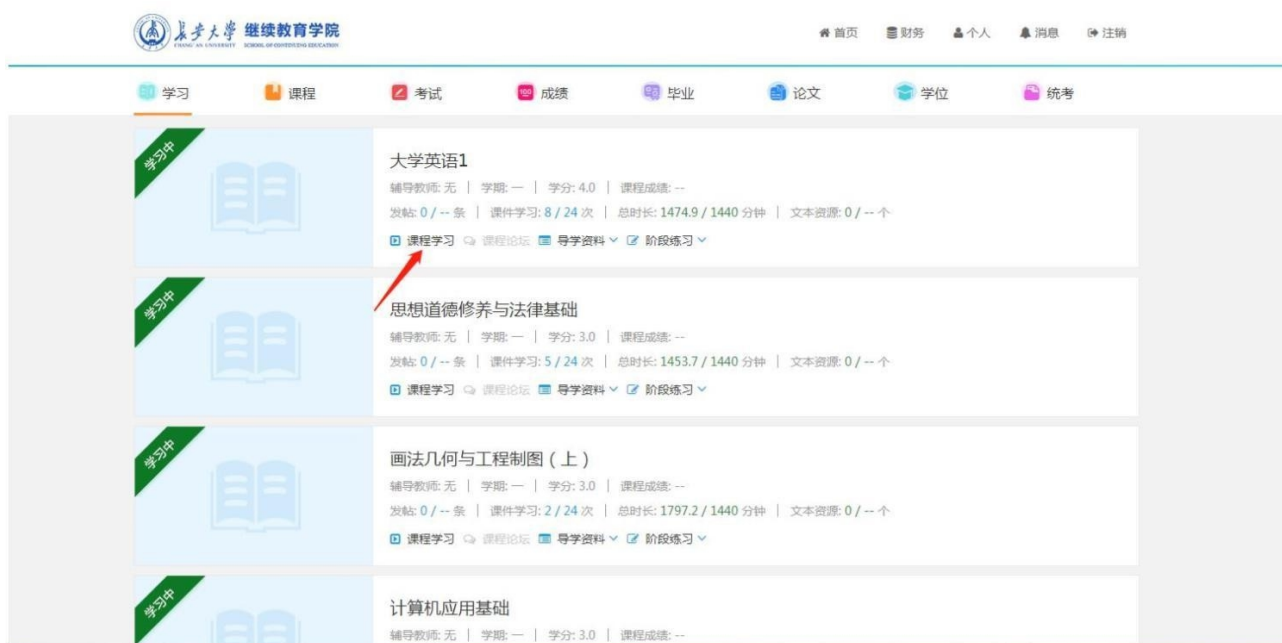 长安大学 继续教育学院
CHANG'AN UNIVERSITY SCHOOL OF CONTINUING EDUCATION
首页 财务 个人 消息 注销
学习 课程 考试 成绩 毕业 论文 学位 统考
学习中
大学英语1
辅导教师: 无 | 学期: 一 | 学分: 4.0 | 课程成绩: --
发帖: 0 / -- 条 | 课件学习: 8 / 24 次 | 总时长: 1474.9 / 1440 分钟 | 文本资源: 0 / -- 个
课程学习 课程论坛 导学资料 阶段练习
学习中
思想道德修养与法律基础
辅导教师: 无 | 学期: 一 | 学分: 3.0 | 课程成绩: --
发帖: 0 / -- 条 | 课件学习: 5 / 24 次 | 总时长: 1453.7 / 1440 分钟 | 文本资源: 0 / -- 个
课程学习 课程论坛 导学资料 阶段练习
学习中
画法几何与工程制图（上）
辅导教师: 无 | 学期: 一 | 学分: 3.0 | 课程成绩: --
发帖: 0 / -- 条 | 课件学习: 2 / 24 次 | 总时长: 1797.2 / 1440 分钟 | 文本资源: 0 / -- 个
课程学习 课程论坛 导学资料 阶段练习
学习中
计算机应用基础
辅导教师: 无 | 学期: 一 | 学分: 3.0 | 课程成绩: --